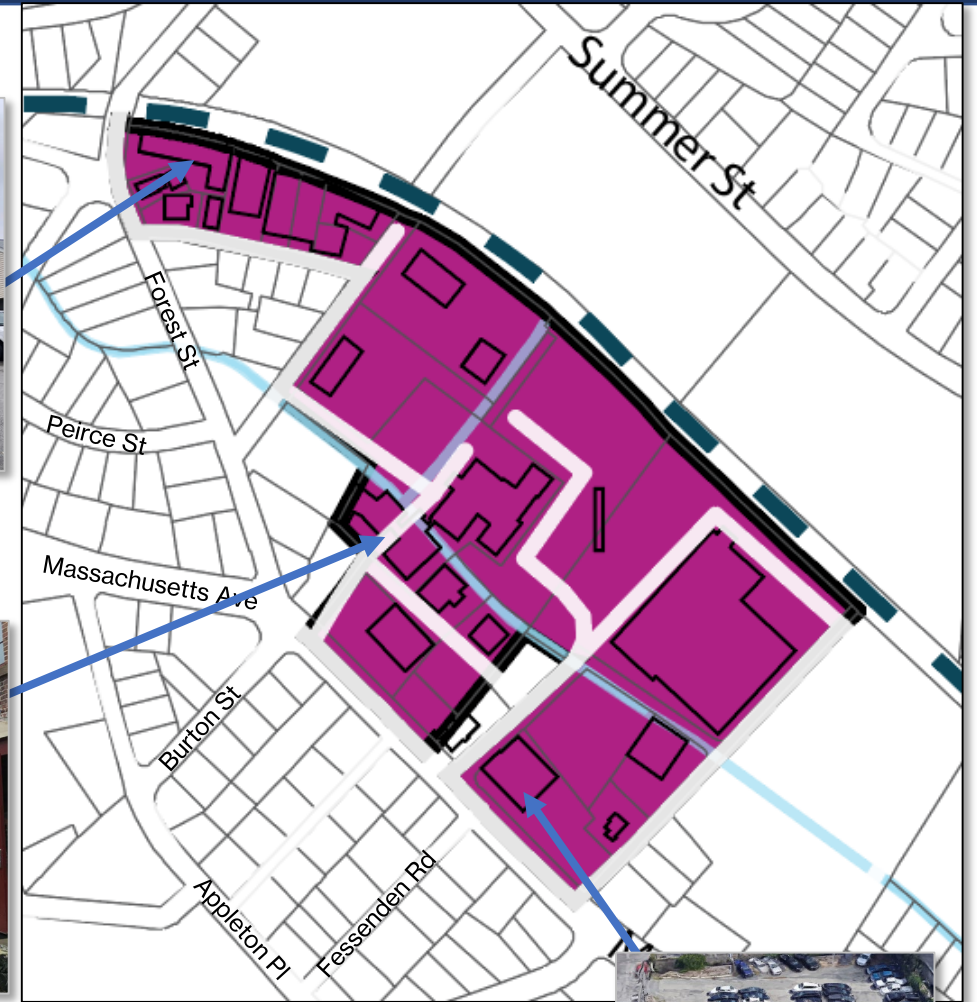 Summer St
Forest St
Peirce St
Massachusetts Ave
Burton St
Appleton Pl
Fessenden Rd